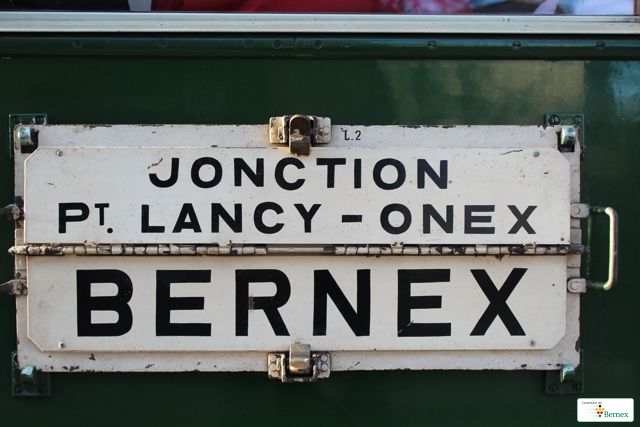 L.2
JONCTION
PT. LANCY - ONEX
BERNEX
Bernex